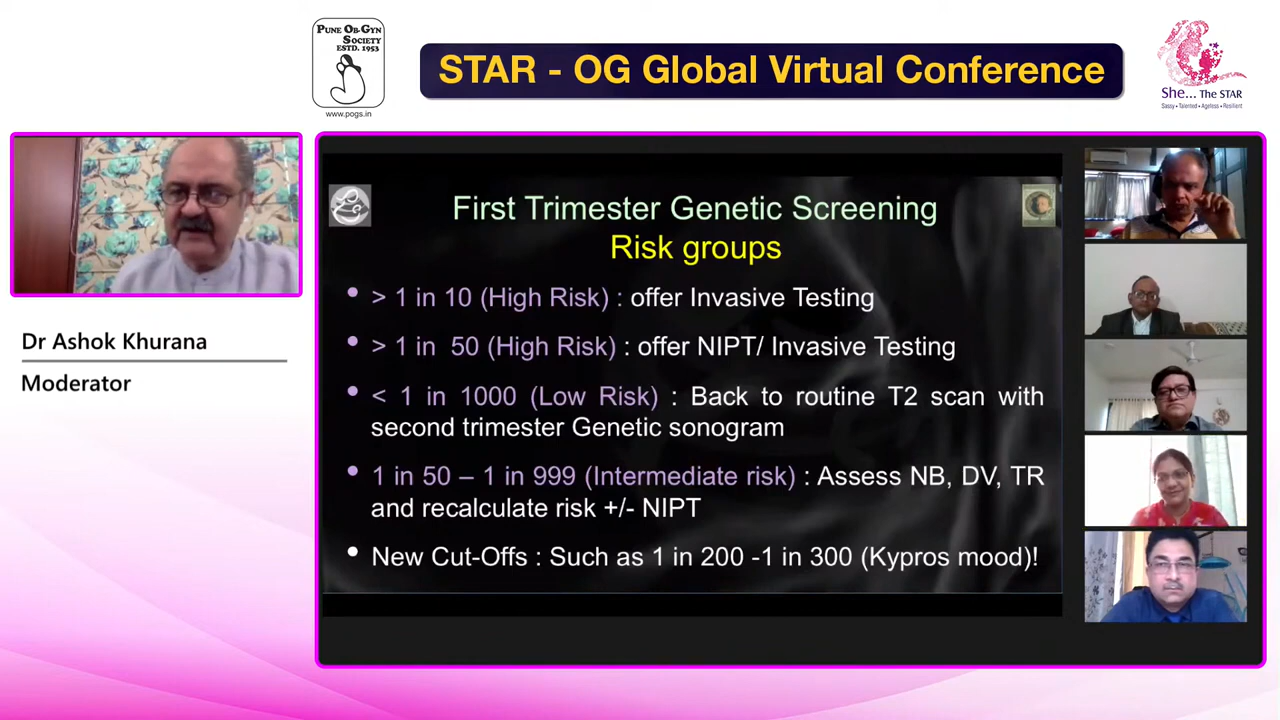 PUNE OB-GYN
SOCIETY
ESTD. 1953
www.pogs.in
STAR - OG Global Virtual Conference
She... The STAR
Sassy • Talented • Ageless • Resilient
Dr Ashok Khurana
Moderator
First Trimester Genetic Screening
Risk groups
• > 1 in 10 (High Risk) : offer Invasive Testing
• > 1 in 50 (High Risk) : offer NIPT/ Invasive Testing
• < 1 in 1000 (Low Risk) : Back to routine T2 scan with
second trimester Genetic sonogram
• 1 in 50 – 1 in 999 (Intermediate risk) : Assess NB, DV, TR
and recalculate risk +/- NIPT
• New Cut-Offs : Such as 1 in 200 -1 in 300 (Kypros mood)!